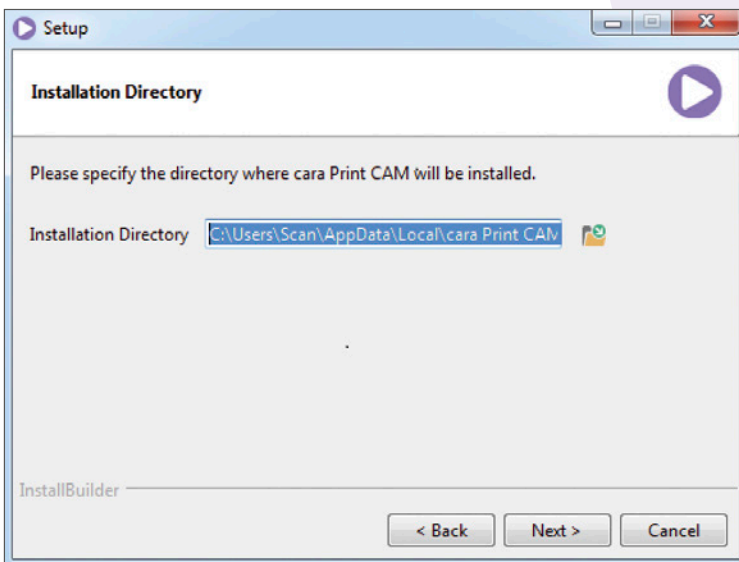 Setup
Installation Directory
Please specify the directory where cara Print CAM will be installed.
Installation Directory C:\Users\Scan\AppData\Local\cara Print CAM
InstallBuilder
< Back Next > Cancel